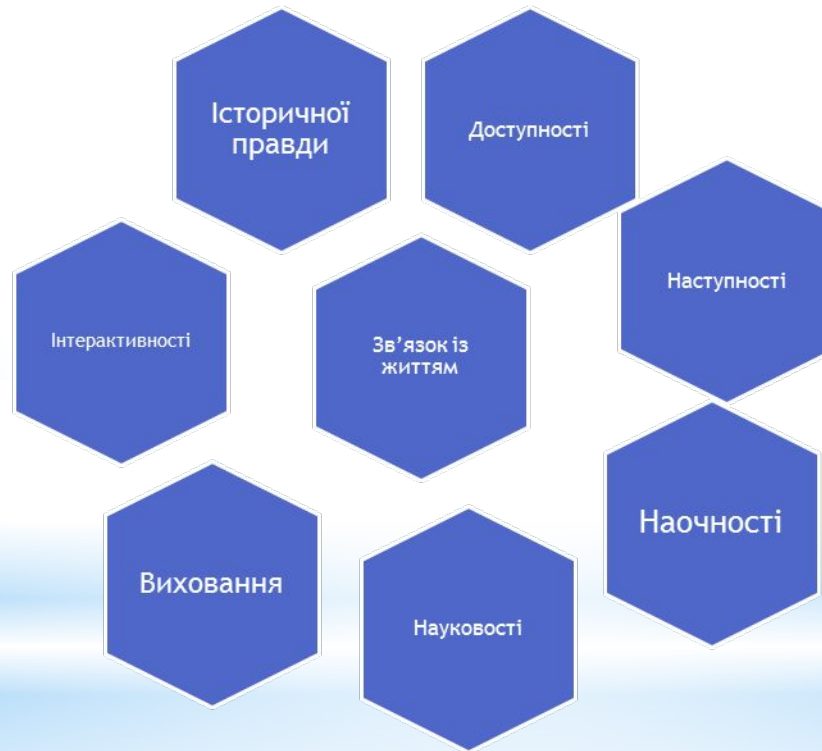 Історичної
правди
Доступності
Наступності
Інтерактивності
Зв’язок із
життям
Наочності
Виховання
Науковості